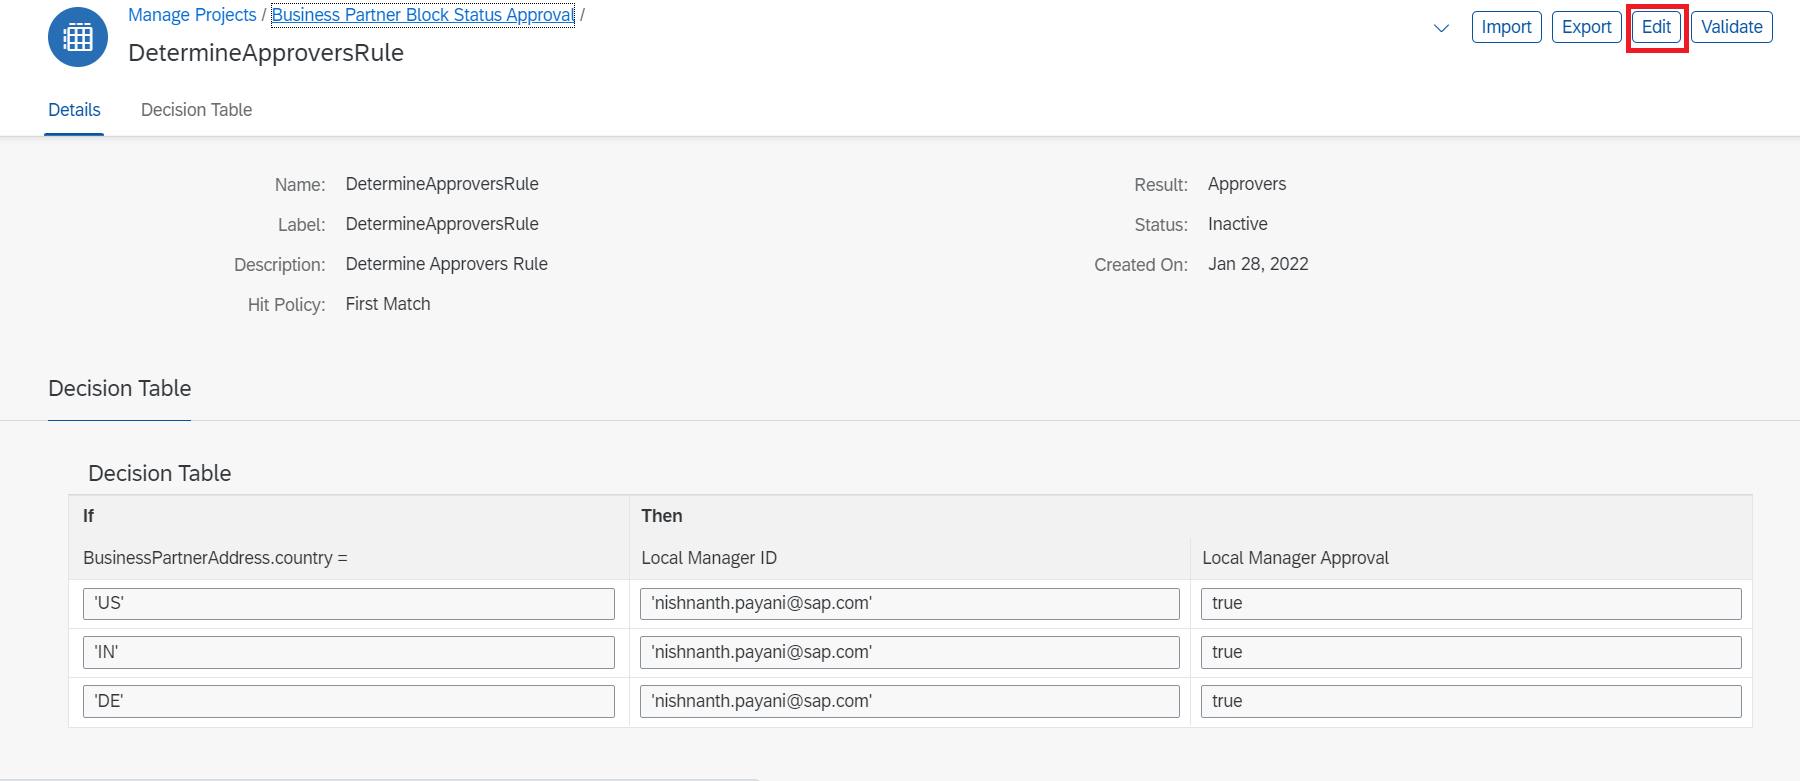 Manage Projects / Business Partner Block Status Approval /
DetermineApproversRule
Import Export Edit Validate
Details Decision Table
Name: DetermineApproversRule
Label: DetermineApproversRule
Description: Determine Approvers Rule
Hit Policy: First Match
Result: Approvers
Status: Inactive
Created On: Jan 28, 2022
Decision Table
Decision Table
If Then
BusinessPartnerAddress.country = Local Manager ID Local Manager Approval
'US' 'nishnanth.payani@sap.com' true
'IN' 'nishnanth.payani@sap.com' true
'DE' 'nishnanth.payani@sap.com' true